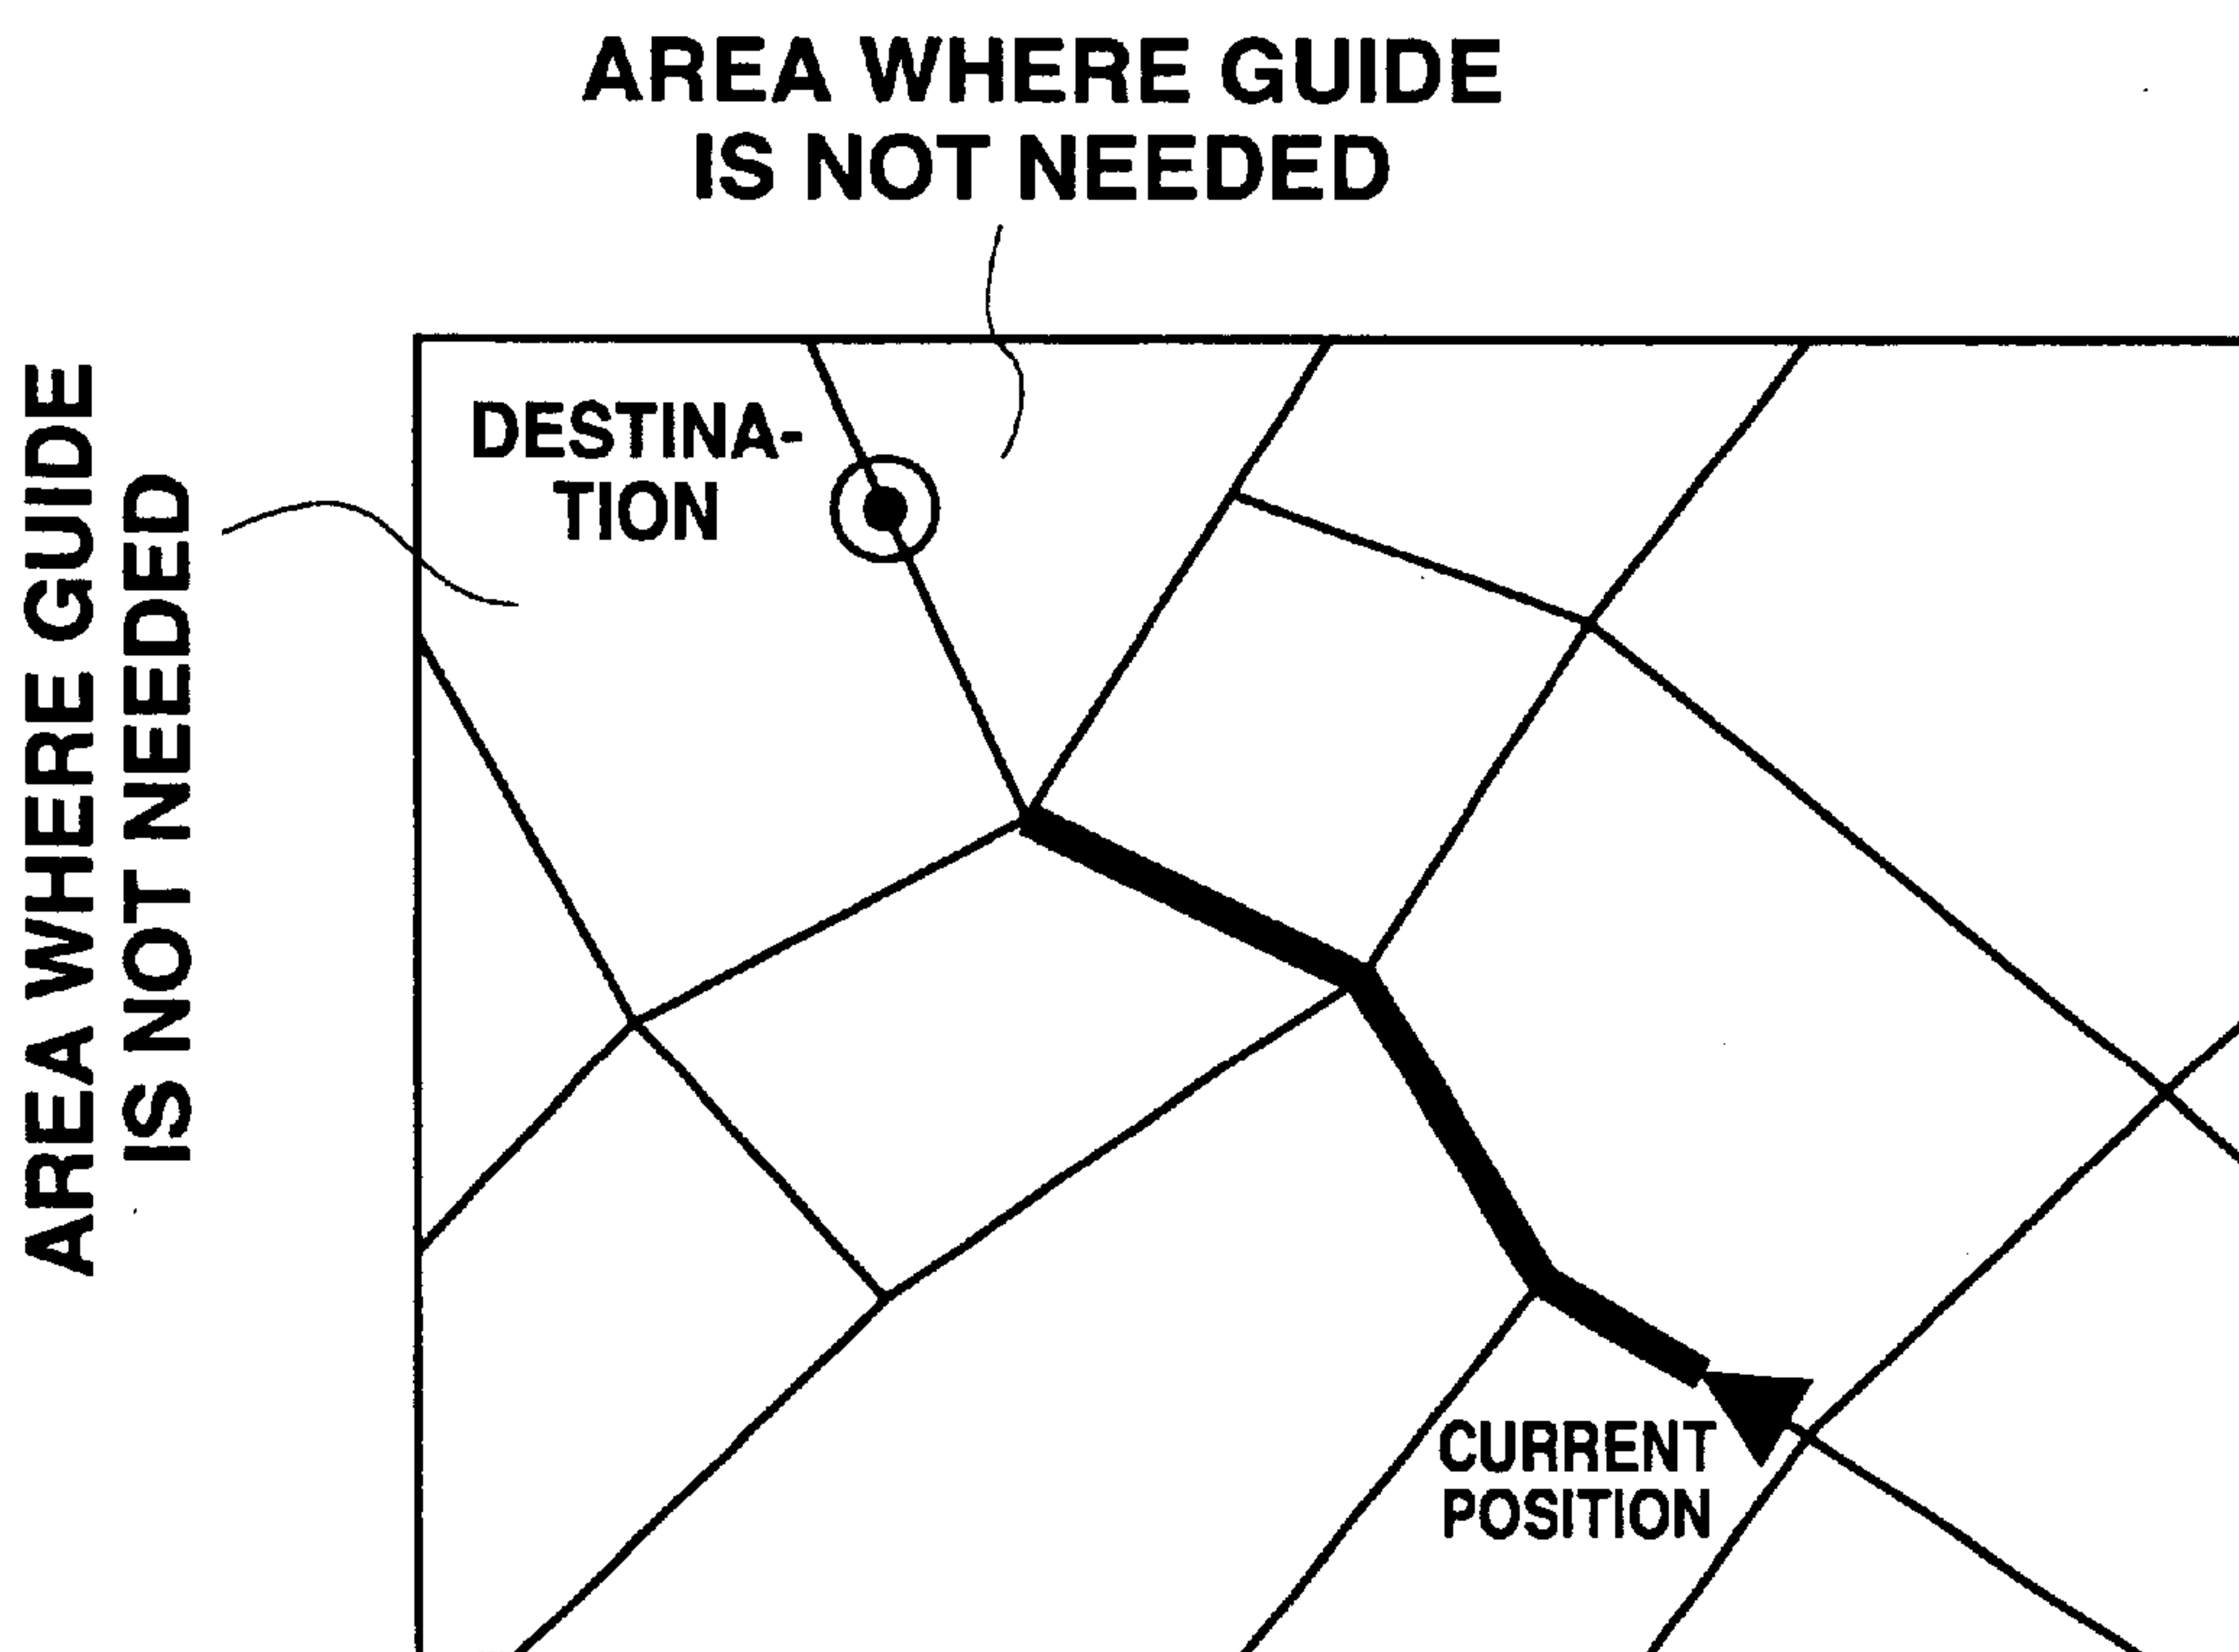 AREA WHERE GUIDE
IS NOT NEEDED
AREA WHERE GUIDE
IS NOT NEEDED
DESTINA-
TION
CURRENT
POSITION